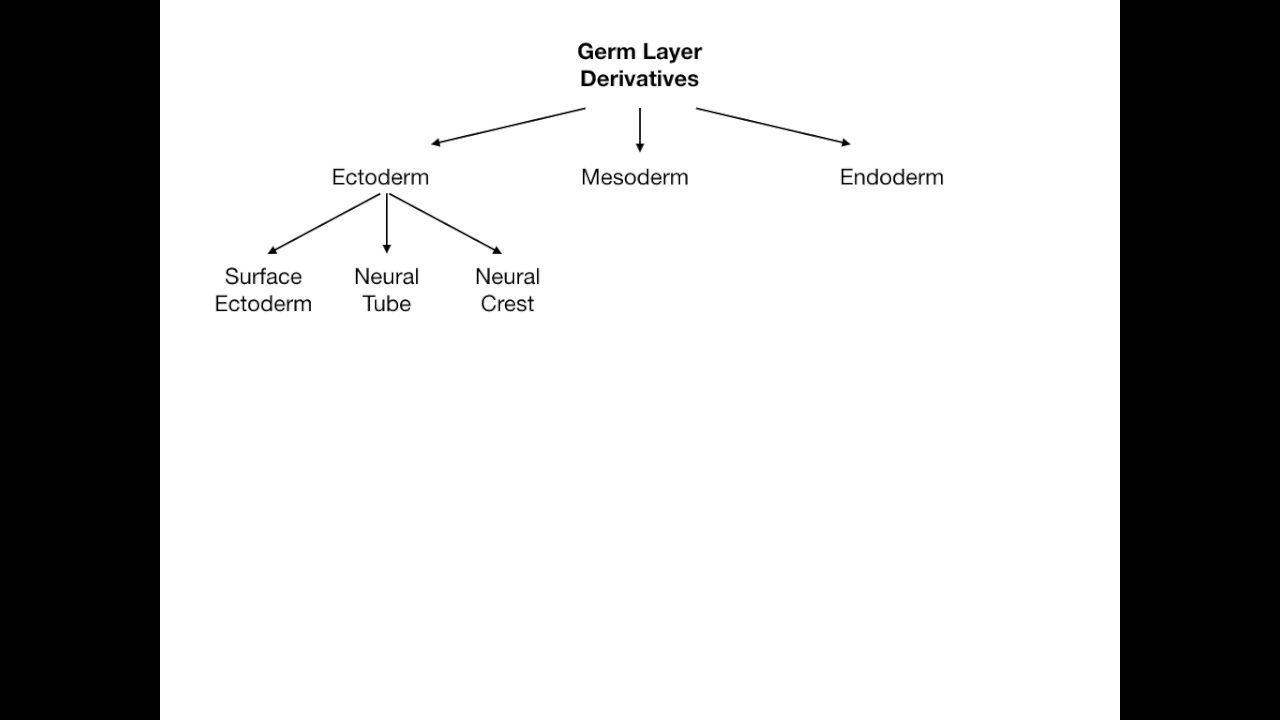 Germ Layer
Derivatives
Ectoderm
Mesoderm
Endoderm
Surface
Ectoderm
Neural
Tube
Neural
Crest